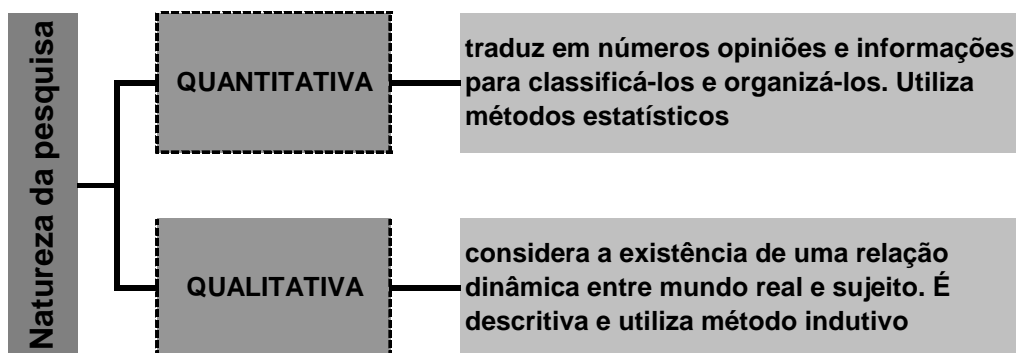 Natureza da pesquisa
QUANTITATIVA
traduz em números opiniões e informações
para classificá-los e organizá-los. Utiliza
métodos estatísticos
QUALITATIVA
considera a existência de uma relação
dinâmica entre mundo real e sujeito. É
descritiva e utiliza método indutivo